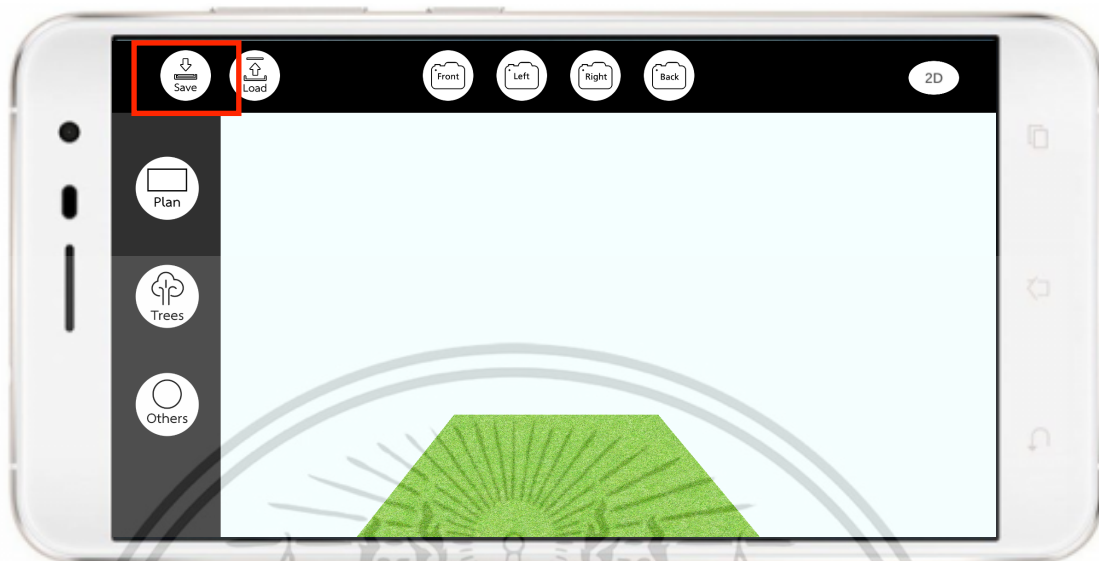 Save
Load
Front
Left
Right
Back
2D
Plan
Trees
Others